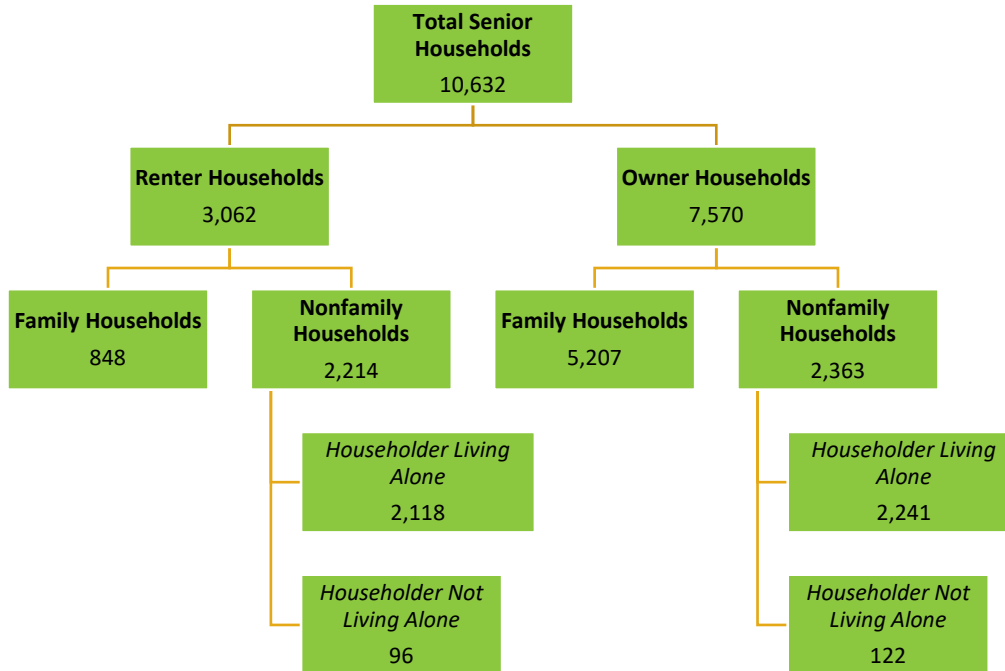 Total Senior
Households
10,632
Renter Households
3,062
Owner Households
7,570
Family Households
848
Nonfamily
Households
2,214
Family Households
5,207
Nonfamily
Households
2,363
Householder Living
Alone
2,118
Householder Living
Alone
2,241
Householder Not
Living Alone
96
Householder Not
Living Alone
122